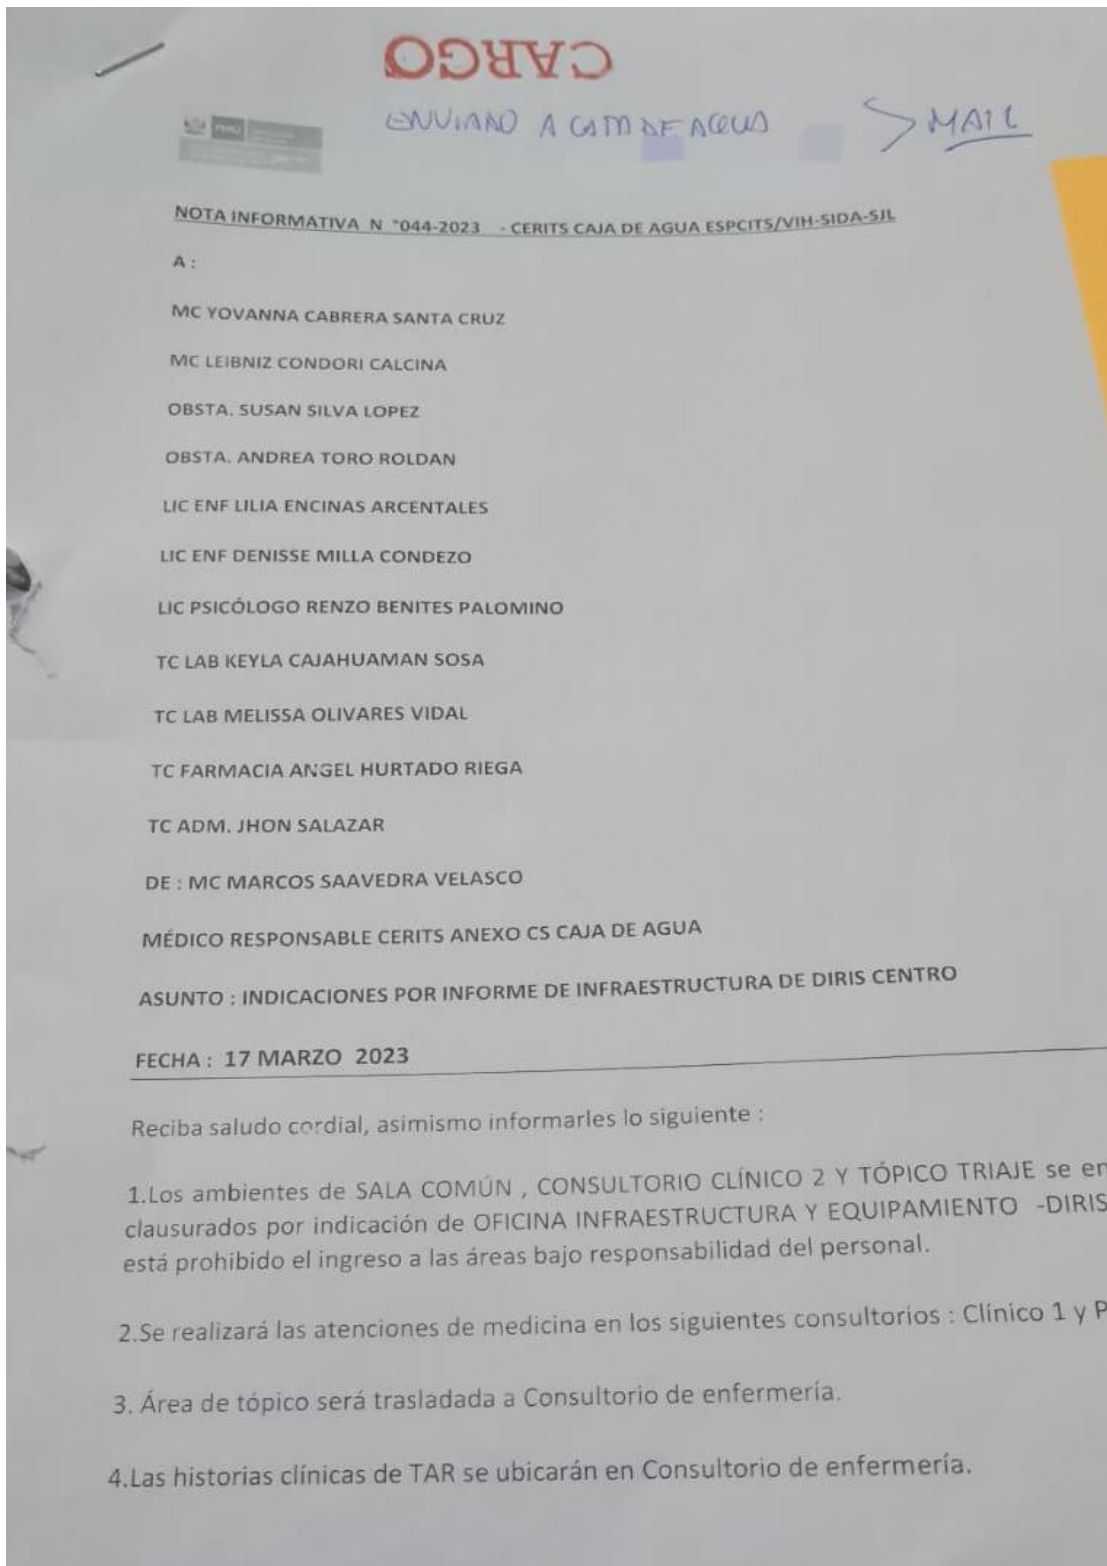 CARGO
ENVIADO A CAJA DE AGUA > MAIL
PERÚ
NOTA INFORMATIVA N °044-2023 - CERITS CAJA DE AGUA ESPCITS/VIH-SIDA-SJL
A :
MC YOVANNA CABRERA SANTA CRUZ
MC LEIBNIZ CONDORI CALCINA
OBSTA. SUSAN SILVA LOPEZ
OBSTA. ANDREA TORO ROLDAN
LIC ENF LILIA ENCINAS ARCENTALES
LIC ENF DENISSE MILLA CONDEZO
LIC PSICÓLOGO RENZO BENITES PALOMINO
TC LAB KEYLA CAJAHUAMAN SOSA
TC LAB MELISSA OLIVARES VIDAL
TC FARMACIA ANGEL HURTADO RIEGA
TC ADM. JHON SALAZAR
DE : MC MARCOS SAAVEDRA VELASCO
MÉDICO RESPONSABLE CERITS ANEXO CS CAJA DE AGUA
ASUNTO : INDICACIONES POR INFORME DE INFRAESTRUCTURA DE DIRIS CENTRO
FECHA : 17 MARZO 2023
Reciba saludo cordial, asimismo informarles lo siguiente :
1.Los ambientes de SALA COMÚN , CONSULTORIO CLÍNICO 2 Y TÓPICO TRIAJE se en
clausurados por indicación de OFICINA INFRAESTRUCTURA Y EQUIPAMIENTO -DIRIS
está prohibido el ingreso a las áreas bajo responsabilidad del personal.
2.Se realizará las atenciones de medicina en los siguientes consultorios : Clínico 1 y P
3. Área de tópico será trasladada a Consultorio de enfermería.
4.Las historias clínicas de TAR se ubicarán en Consultorio de enfermería.